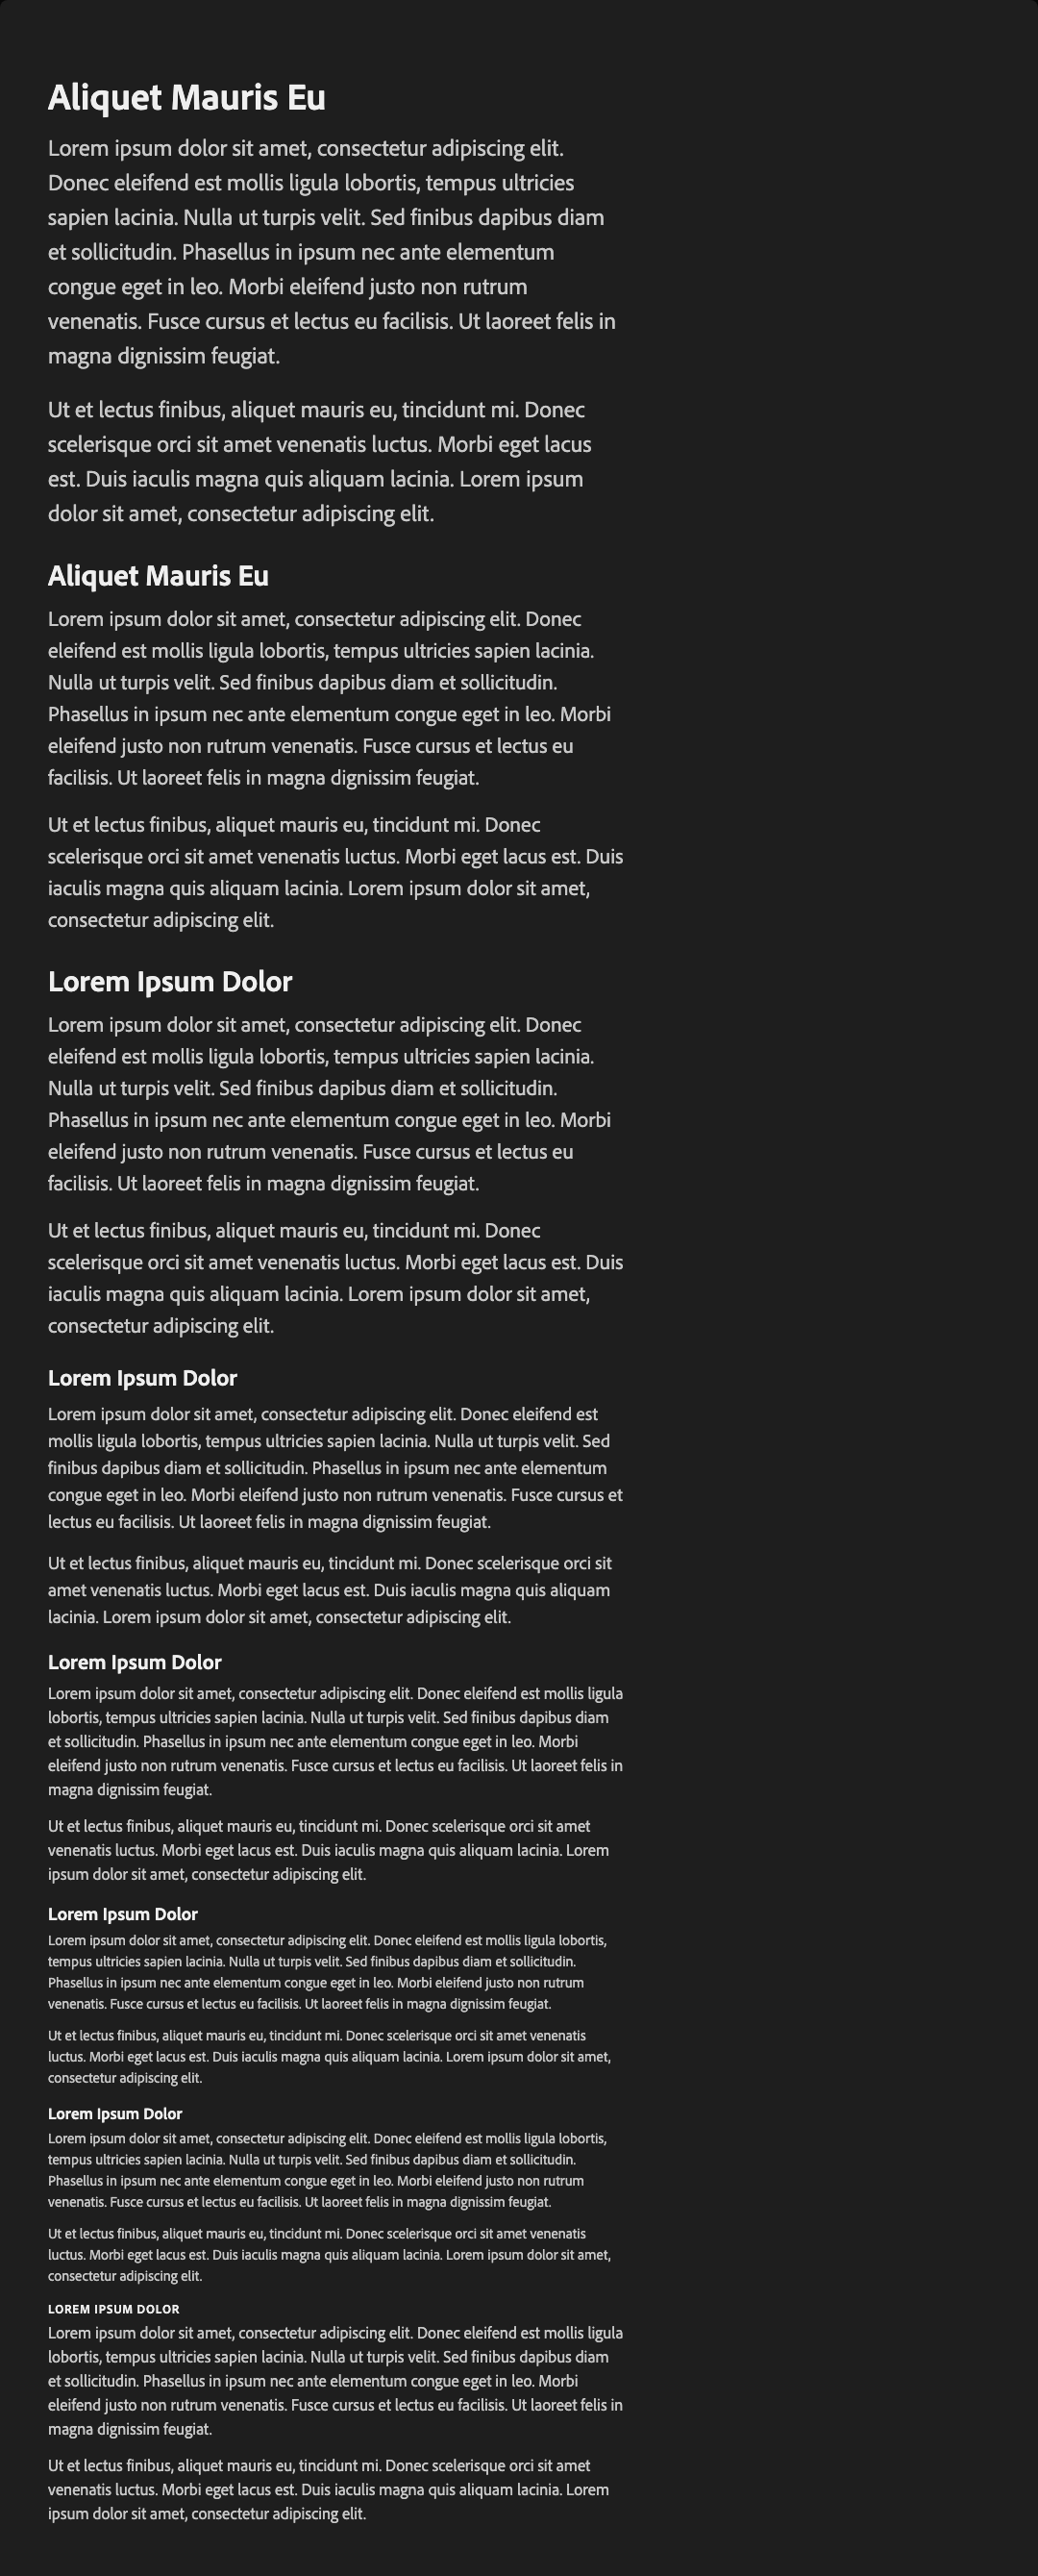 Aliquet Mauris Eu
Lorem ipsum dolor sit amet, consectetur adipiscing elit.
Donec eleifend est mollis ligula lobortis, tempus ultricies
sapien lacinia. Nulla ut turpis velit. Sed finibus dapibus diam
et sollicitudin. Phasellus in ipsum nec ante elementum
congue eget in leo. Morbi eleifend justo non rutrum
venenatis. Fusce cursus et lectus eu facilisis. Ut laoreet felis in
magna dignissim feugiat.
Ut et lectus finibus, aliquet mauris eu, tincidunt mi. Donec
scelerisque orci sit amet venenatis luctus. Morbi eget lacus
est. Duis iaculis magna quis aliquam lacinia. Lorem ipsum
dolor sit amet, consectetur adipiscing elit.
Aliquet Mauris Eu
Lorem ipsum dolor sit amet, consectetur adipiscing elit. Donec
eleifend est mollis ligula lobortis, tempus ultricies sapien lacinia.
Nulla ut turpis velit. Sed finibus dapibus diam et sollicitudin.
Phasellus in ipsum nec ante elementum congue eget in leo. Morbi
eleifend justo non rutrum venenatis. Fusce cursus et lectus eu
facilisis. Ut laoreet felis in magna dignissim feugiat.
Ut et lectus finibus, aliquet mauris eu, tincidunt mi. Donec
scelerisque orci sit amet venenatis luctus. Morbi eget lacus est. Duis
iaculis magna quis aliquam lacinia. Lorem ipsum dolor sit amet,
consectetur adipiscing elit.
Lorem Ipsum Dolor
Lorem ipsum dolor sit amet, consectetur adipiscing elit. Donec
eleifend est mollis ligula lobortis, tempus ultricies sapien lacinia.
Nulla ut turpis velit. Sed finibus dapibus diam et sollicitudin.
Phasellus in ipsum nec ante elementum congue eget in leo. Morbi
eleifend justo non rutrum venenatis. Fusce cursus et lectus eu
facilisis. Ut laoreet felis in magna dignissim feugiat.
Ut et lectus finibus, aliquet mauris eu, tincidunt mi. Donec
scelerisque orci sit amet venenatis luctus. Morbi eget lacus est. Duis
iaculis magna quis aliquam lacinia. Lorem ipsum dolor sit amet,
consectetur adipiscing elit.
Lorem Ipsum Dolor
Lorem ipsum dolor sit amet, consectetur adipiscing elit. Donec eleifend est
mollis ligula lobortis, tempus ultricies sapien lacinia. Nulla ut turpis velit. Sed
finibus dapibus diam et sollicitudin. Phasellus in ipsum nec ante elementum
congue eget in leo. Morbi eleifend justo non rutrum venenatis. Fusce cursus et
lectus eu facilisis. Ut laoreet felis in magna dignissim feugiat.
Ut et lectus finibus, aliquet mauris eu, tincidunt mi. Donec scelerisque orci sit
amet venenatis luctus. Morbi eget lacus est. Duis iaculis magna quis aliquam
lacinia. Lorem ipsum dolor sit amet, consectetur adipiscing elit.
Lorem Ipsum Dolor
Lorem ipsum dolor sit amet, consectetur adipiscing elit. Donec eleifend est mollis ligula
lobortis, tempus ultricies sapien lacinia. Nulla ut turpis velit. Sed finibus dapibus diam
et sollicitudin. Phasellus in ipsum nec ante elementum congue eget in leo. Morbi
eleifend justo non rutrum venenatis. Fusce cursus et lectus eu facilisis. Ut laoreet felis in
magna dignissim feugiat.
Ut et lectus finibus, aliquet mauris eu, tincidunt mi. Donec scelerisque orci sit amet
venenatis luctus. Morbi eget lacus est. Duis iaculis magna quis aliquam lacinia. Lorem
ipsum dolor sit amet, consectetur adipiscing elit.
Lorem Ipsum Dolor
Lorem ipsum dolor sit amet, consectetur adipiscing elit. Donec eleifend est mollis ligula lobortis,
tempus ultricies sapien lacinia. Nulla ut turpis velit. Sed finibus dapibus diam et sollicitudin.
Phasellus in ipsum nec ante elementum congue eget in leo. Morbi eleifend justo non rutrum
venenatis. Fusce cursus et lectus eu facilisis. Ut laoreet felis in magna dignissim feugiat.
Ut et lectus finibus, aliquet mauris eu, tincidunt mi. Donec scelerisque orci sit amet venenatis
luctus. Morbi eget lacus est. Duis iaculis magna quis aliquam lacinia. Lorem ipsum dolor sit amet,
consectetur adipiscing elit.
Lorem Ipsum Dolor
Lorem ipsum dolor sit amet, consectetur adipiscing elit. Donec eleifend est mollis ligula lobortis,
tempus ultricies sapien lacinia. Nulla ut turpis velit. Sed finibus dapibus diam et sollicitudin.
Phasellus in ipsum nec ante elementum congue eget in leo. Morbi eleifend justo non rutrum
venenatis. Fusce cursus et lectus eu facilisis. Ut laoreet felis in magna dignissim feugiat.
Ut et lectus finibus, aliquet mauris eu, tincidunt mi. Donec scelerisque orci sit amet venenatis
luctus. Morbi eget lacus est. Duis iaculis magna quis aliquam lacinia. Lorem ipsum dolor sit amet,
consectetur adipiscing elit.
LOREM IPSUM DOLOR
Lorem ipsum dolor sit amet, consectetur adipiscing elit. Donec eleifend est mollis ligula
lobortis, tempus ultricies sapien lacinia. Nulla ut turpis velit. Sed finibus dapibus diam
et sollicitudin. Phasellus in ipsum nec ante elementum congue eget in leo. Morbi
eleifend justo non rutrum venenatis. Fusce cursus et lectus eu facilisis. Ut laoreet felis in
magna dignissim feugiat.
Ut et lectus finibus, aliquet mauris eu, tincidunt mi. Donec scelerisque orci sit amet
venenatis luctus. Morbi eget lacus est. Duis iaculis magna quis aliquam lacinia. Lorem
ipsum dolor sit amet, consectetur adipiscing elit.